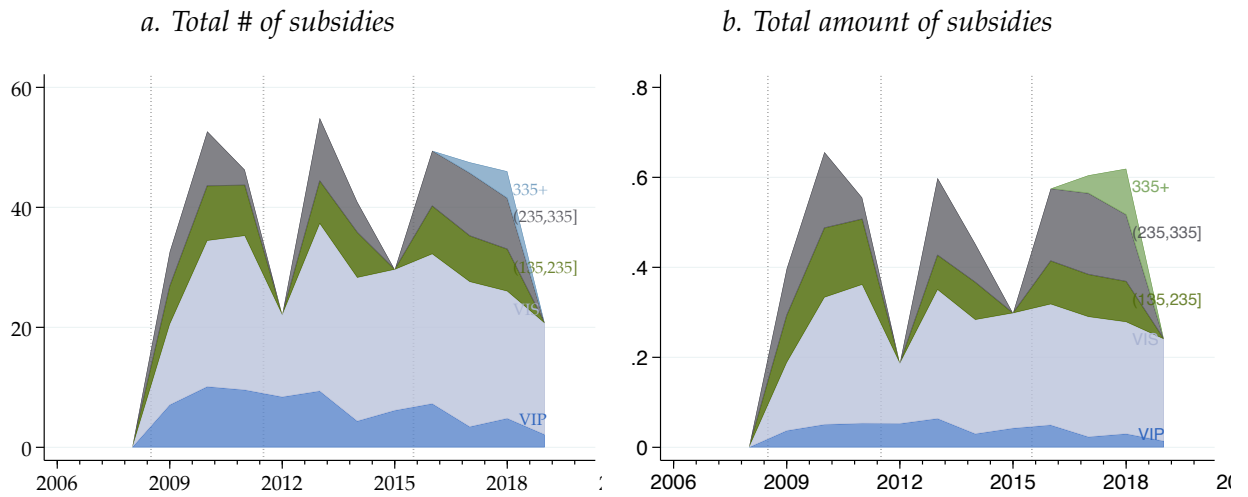 a. Total # of subsidies
60
40
20
0
335+
(235,335]
(135,235]
VIS
VIP
2006 2009 2012 2015 2018
b. Total amount of subsidies
.8
.6
.4
.2
0
335+
(235,335]
(135,235]
VIS
VIP
2006 2009 2012 2015 2018